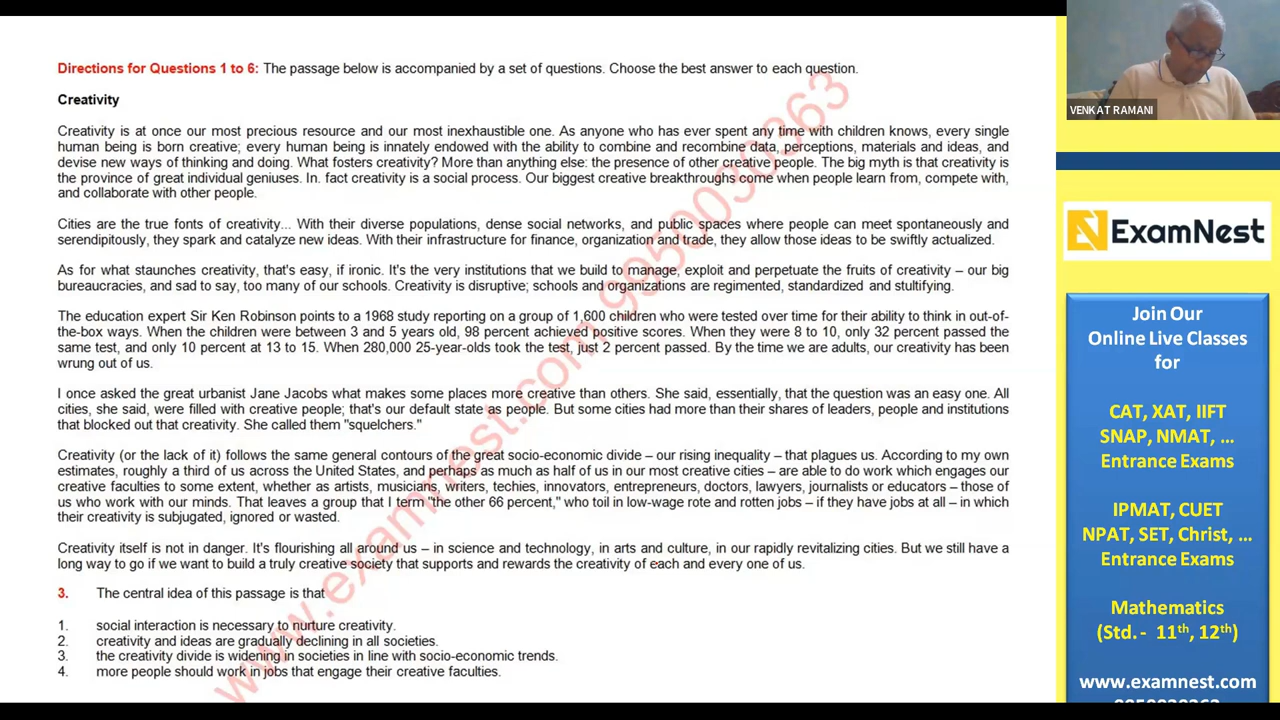 Directions for Questions 1 to 6: The passage below is accompanied by a set of questions. Choose the best answer to each question.
Creativity
Creativity is at once our most precious resource and our most inexhaustible one. As anyone who has ever spent any time with children knows, every single
human being is born creative; every human being is innately endowed with the ability to combine and recombine data, perceptions, materials and ideas, and
devise new ways of thinking and doing. What fosters creativity? More than anything else: the presence of other creative people. The big myth is that creativity is
the province of great individual geniuses. In. fact creativity is a social process. Our biggest creative breakthroughs come when people learn from, compete with,
and collaborate with other people.
Cities are the true fonts of creativity... With their diverse populations, dense social networks, and public spaces where people can meet spontaneously and
serendipitously, they spark and catalyze new ideas. With their infrastructure for finance, organization and trade, they allow those ideas to be swiftly actualized.
As for what staunches creativity, that's easy, if ironic. It's the very institutions that we build to manage, exploit and perpetuate the fruits of creativity – our big
bureaucracies, and sad to say, too many of our schools. Creativity is disruptive; schools and organizations are regimented, standardized and stultifying.
The education expert Sir Ken Robinson points to a 1968 study reporting on a group of 1,600 children who were tested over time for their ability to think in out-of-
the-box ways. When the children were between 3 and 5 years old, 98 percent achieved positive scores. When they were 8 to 10, only 32 percent passed the
same test, and only 10 percent at 13 to 15. When 280,000 25-year-olds took the test, just 2 percent passed. By the time we are adults, our creativity has been
wrung out of us.
I once asked the great urbanist Jane Jacobs what makes some places more creative than others. She said, essentially, that the question was an easy one. All
cities, she said, were filled with creative people; that's our default state as people. But some cities had more than their shares of leaders, people and institutions
that blocked out that creativity. She called them "squelchers."
Creativity (or the lack of it) follows the same general contours of the great socio-economic divide – our rising inequality – that plagues us. According to my own
estimates, roughly a third of us across the United States, and perhaps as much as half of us in our most creative cities – are able to do work which engages our
creative faculties to some extent, whether as artists, musicians, writers, techies, innovators, entrepreneurs, doctors, lawyers, journalists or educators – those of
us who work with our minds. That leaves a group that I term "the other 66 percent," who toil in low-wage rote and rotten jobs – if they have jobs at all – in which
their creativity is subjugated, ignored or wasted.
Creativity itself is not in danger. It's flourishing all around us – in science and technology, in arts and culture, in our rapidly revitalizing cities. But we still have a
long way to go if we want to build a truly creative society that supports and rewards the creativity of each and every one of us.
3. The central idea of this passage is that
1. social interaction is necessary to nurture creativity.
2. creativity and ideas are gradually declining in all societies.
3. the creativity divide is widening in societies in line with socio-economic trends.
4. more people should work in jobs that engage their creative faculties.
www.examnest.com 9950030363
VENKAT RAMANI
ExamNest
Join Our
Online Live Classes
for
CAT, XAT, IIFT
SNAP, NMAT, ...
Entrance Exams
IPMAT, CUET
NPAT, SET, Christ, ...
Entrance Exams
Mathematics
(Std. - 11th, 12th)
www.examnest.com